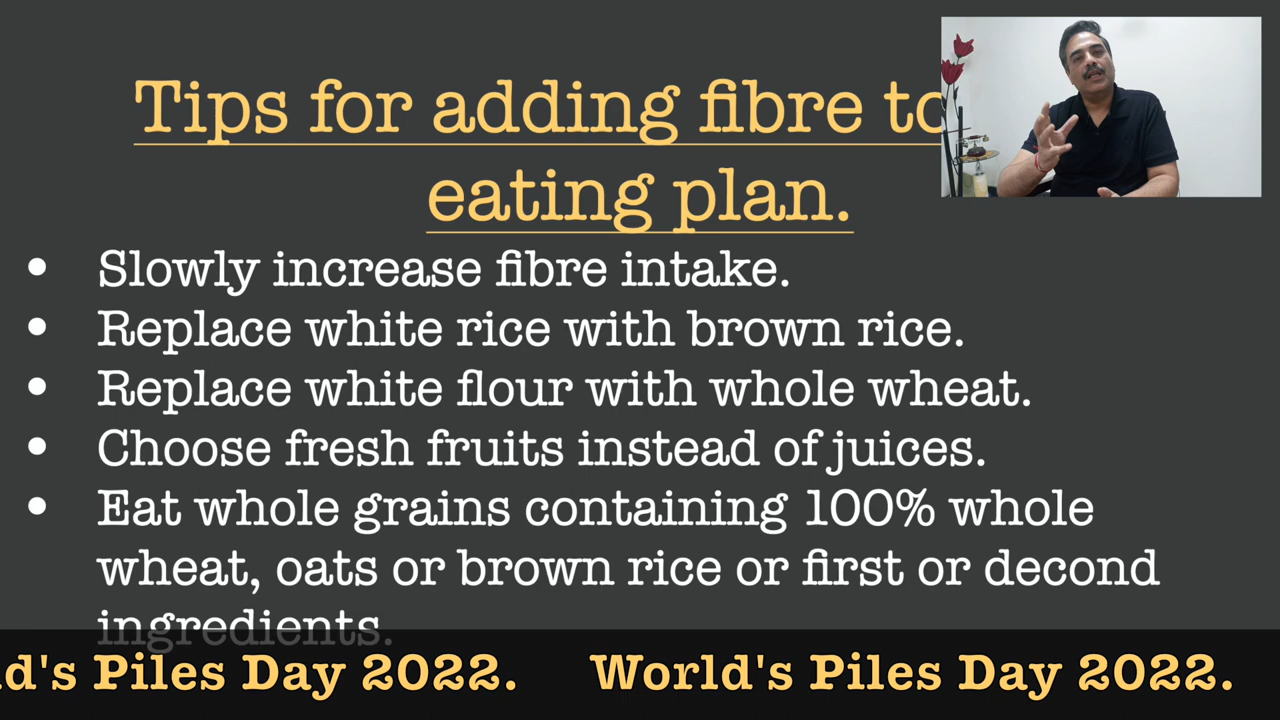 Tips for adding fibre to
eating plan.
• Slowly increase fibre intake.
• Replace white rice with brown rice.
• Replace white flour with whole wheat.
• Choose fresh fruits instead of juices.
• Eat whole grains containing 100% whole
wheat, oats or brown rice or first or decond
ingredients.
d's Piles Day 2022. World's Piles Day 2022.